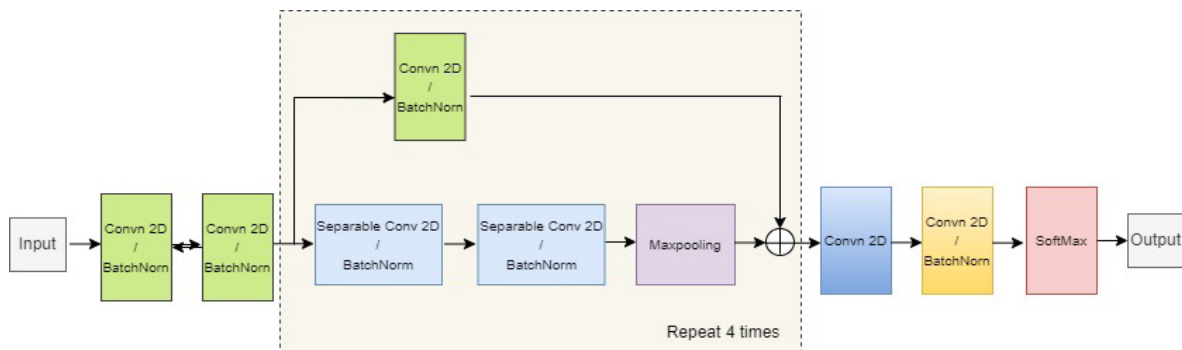 Input
Convn 2D
/
BatchNorn
Convn 2D
/
BatchNorn
Convn 2D
/
BatchNorn
Separable Conv 2D
/
BatchNorm
Separable Conv 2D
/
BatchNorm
Maxpooling
Repeat 4 times
Convn 2D
Convn 2D
/
BatchNorn
SoftMax
Output